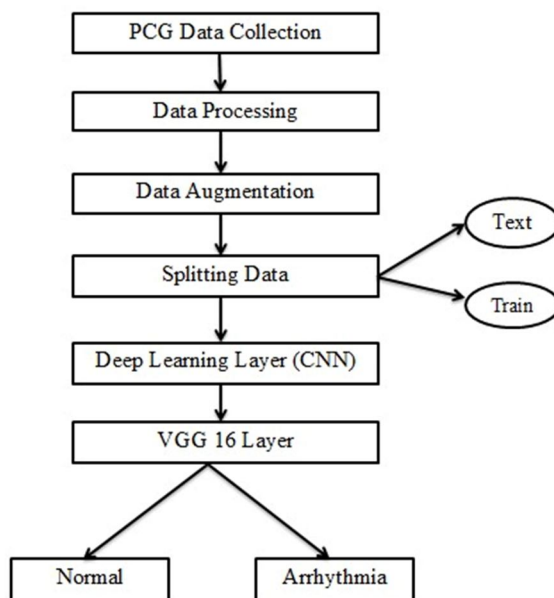 PCG Data Collection
Data Processing
Data Augmentation
Text
Splitting Data
Train
Deep Learning Layer (CNN)
VGG 16 Layer
Normal
Arrhythmia